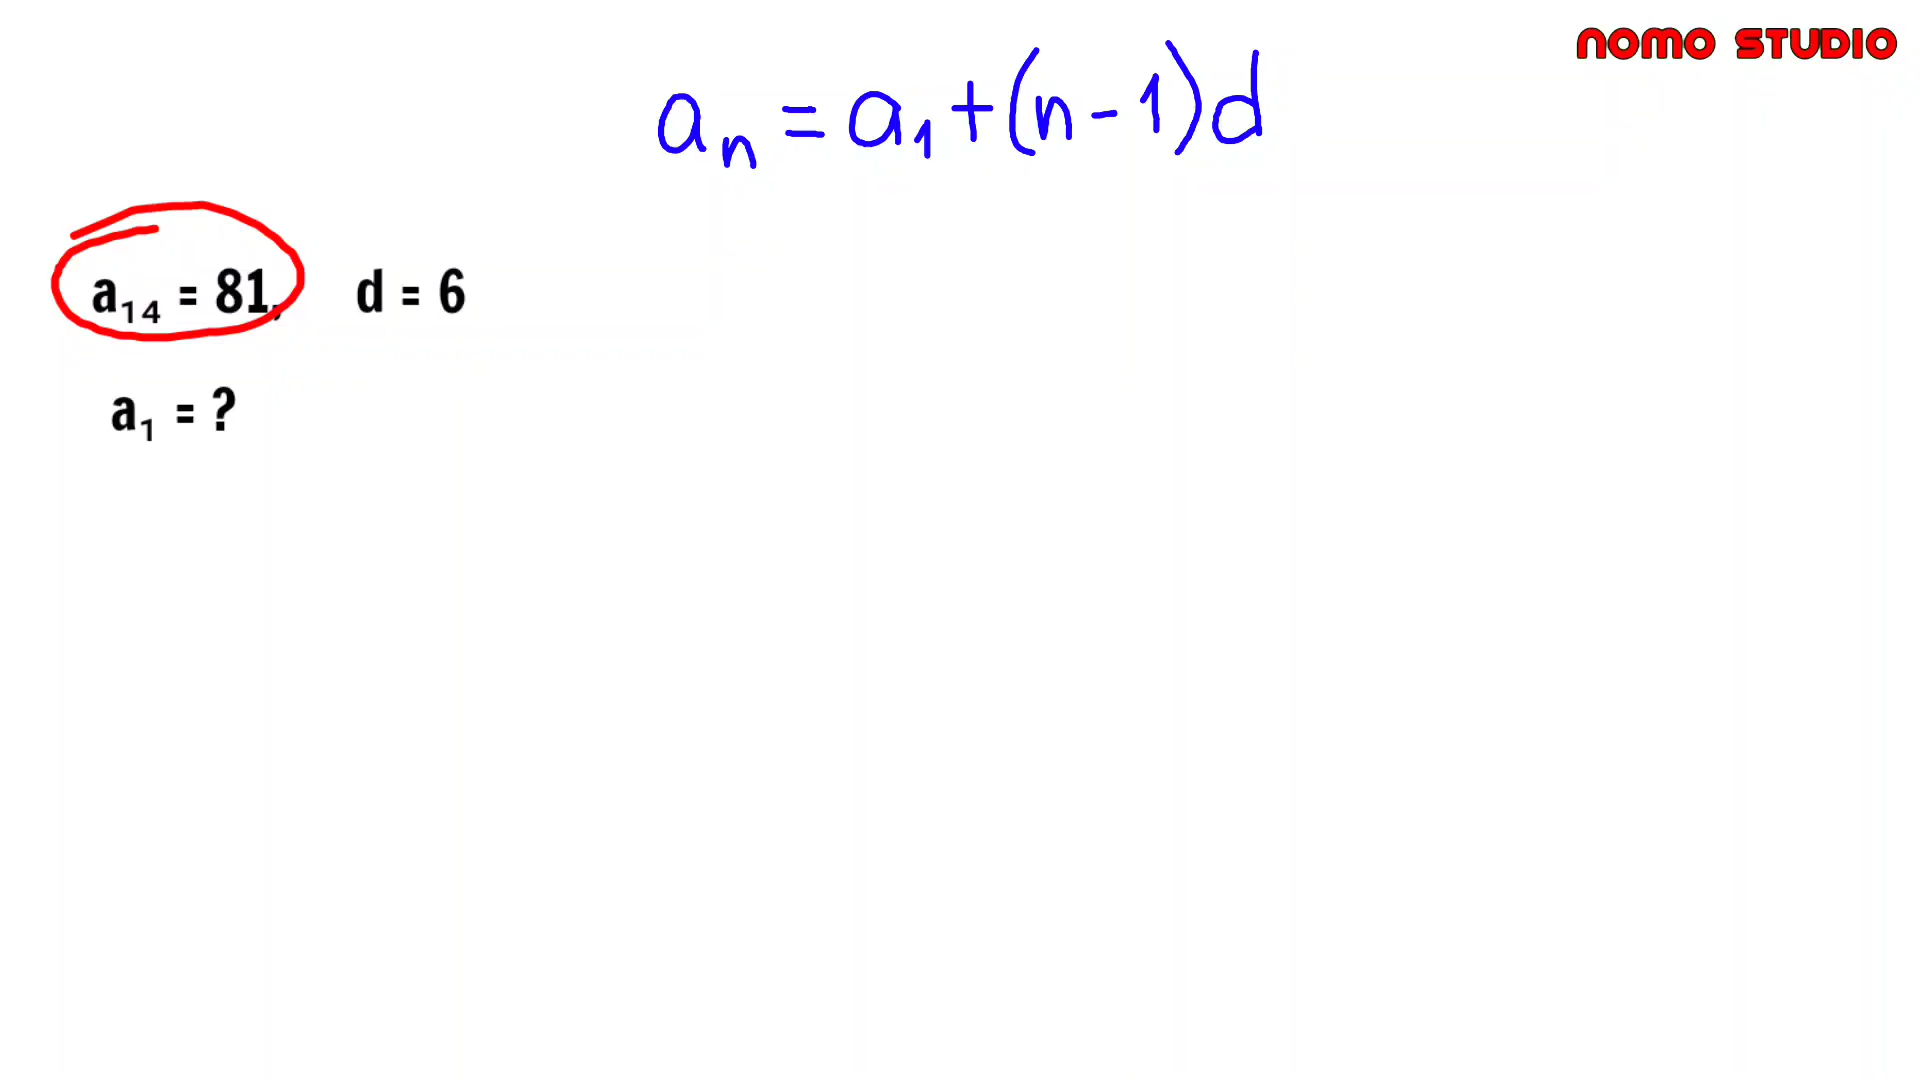 NOMO STUDIO
aₙ = a₁ + (n - 1)d
a₁₄ = 81, d = 6
a₁ = ?